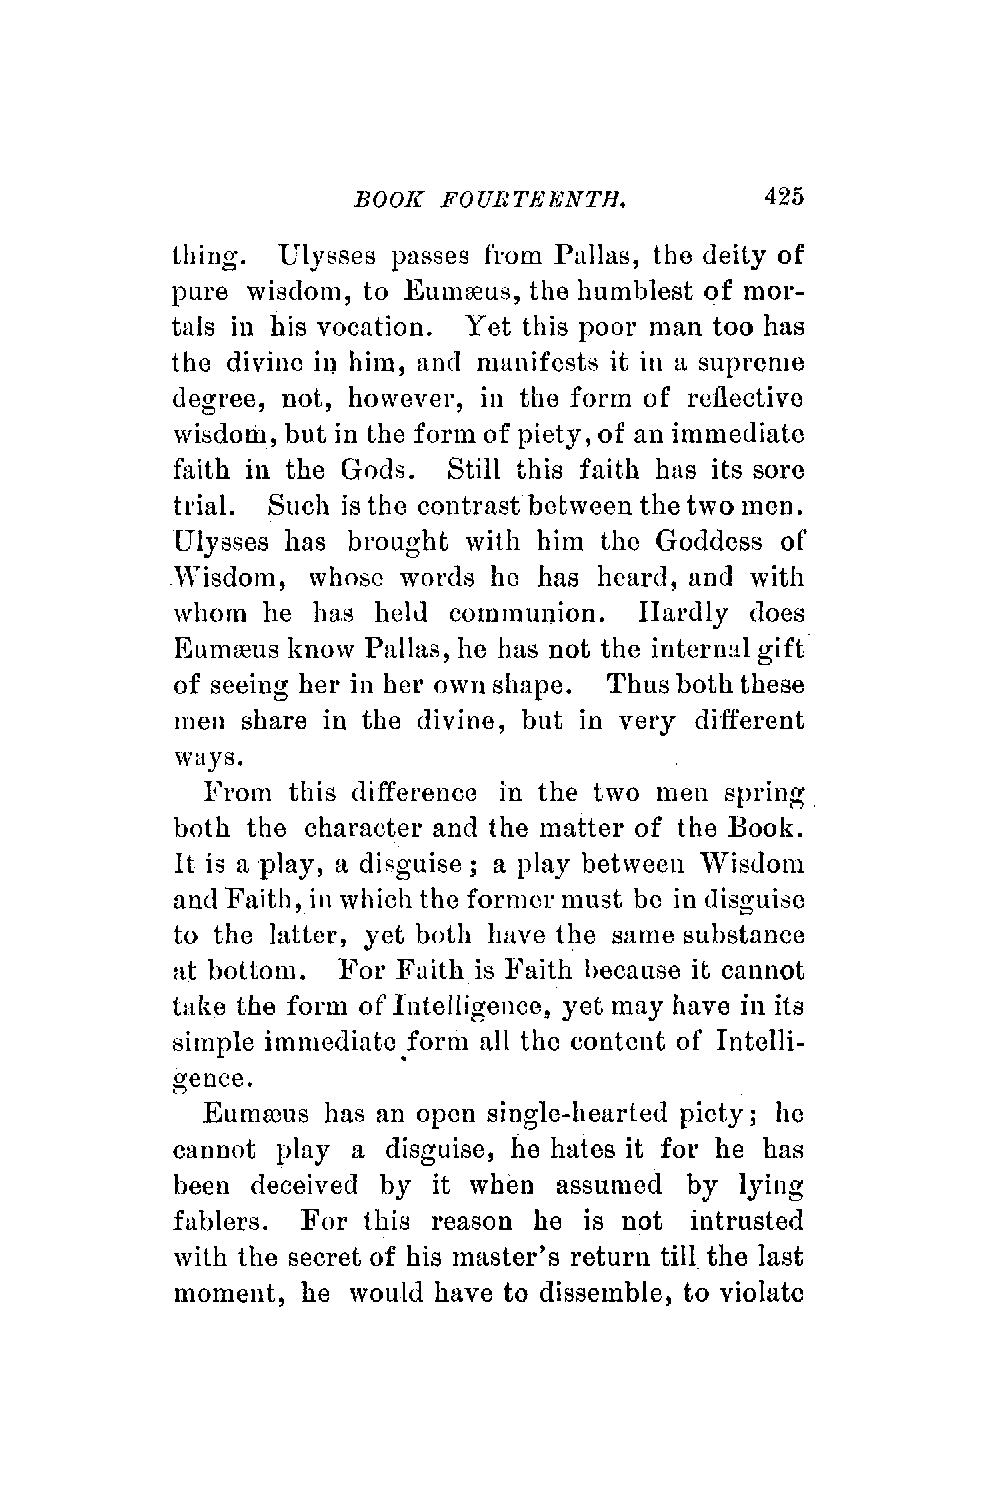 BOOK FOURTEENTH. 425
thing. Ulysses passes from Pallas, the deity of
pure wisdom, to Eumæus, the humblest of mor-
tals in his vocation. Yet this poor man too has
the divine in him, and manifests it in a supreme
degree, not, however, in the form of reflective
wisdom, but in the form of piety, of an immediate
faith in the Gods. Still this faith has its sore
trial. Such is the contrast between the two men.
Ulysses has brought with him the Goddess of
Wisdom, whose words he has heard, and with
whom he has held communion. Hardly does
Eumæus know Pallas, he has not the internal gift
of seeing her in her own shape. Thus both these
men share in the divine, but in very different
ways.
From this difference in the two men spring
both the character and the matter of the Book.
It is a play, a disguise; a play between Wisdom
and Faith, in which the former must be in disguise
to the latter, yet both have the same substance
at bottom. For Faith is Faith because it cannot
take the form of Intelligence, yet may have in its
simple immediate form all the content of Intelli-
gence.
Eumæus has an open single-hearted piety; he
cannot play a disguise, he hates it for he has
been deceived by it when assumed by lying
fablers. For this reason he is not intrusted
with the secret of his master's return till the last
moment, he would have to dissemble, to violate